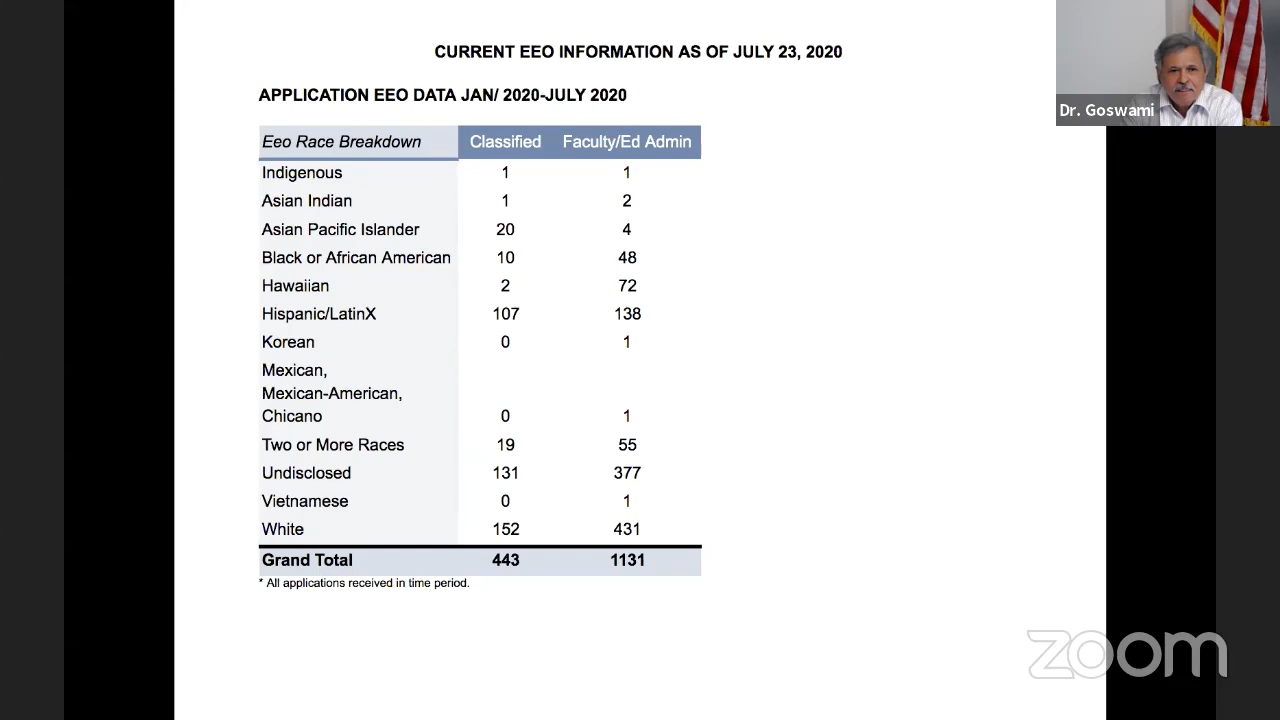 CURRENT EEO INFORMATION AS OF JULY 23, 2020
APPLICATION EEO DATA JAN/ 2020-JULY 2020
Eeo Race Breakdown Classified Faculty/Ed Admin
Indigenous 1 1
Asian Indian 1 2
Asian Pacific Islander 20 4
Black or African American 10 48
Hawaiian 2 72
Hispanic/LatinX 107 138
Korean 0 1
Mexican,
Mexican-American,
Chicano 0 1
Two or More Races 19 55
Undisclosed 131 377
Vietnamese 0 1
White 152 431
Grand Total 443 1131
* All applications received in time period.
Dr. Goswami
zoom